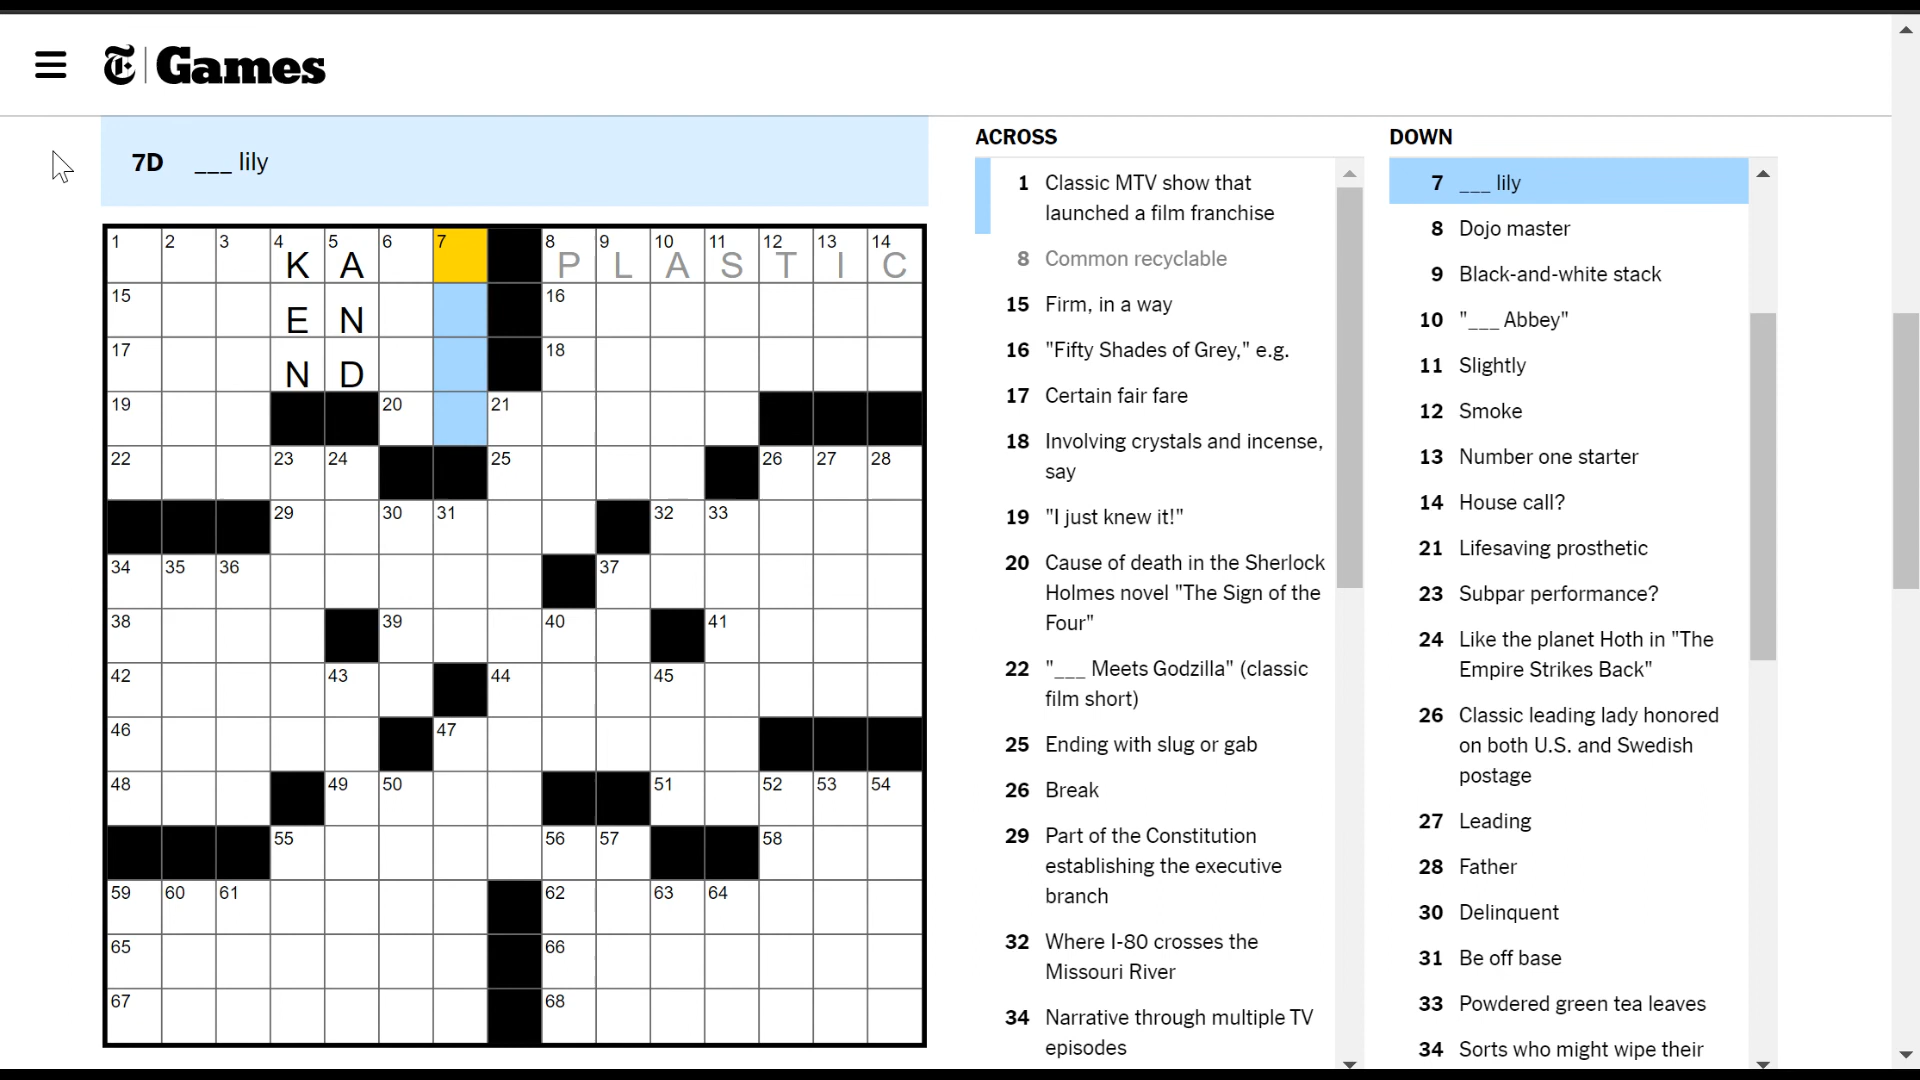 T Games
7D ___ lily
1 2 3 4 5 6 7 8 9 10 11 12 13 14
K A P L A S T I C
15 16
E N
17 18
N D
19 20 21
22 23 24 25 26 27 28
29 30 31 32 33
34 35 36 37
38 39 40 41
42 43 44 45
46 47
48 49 50 51 52 53 54
55 56 57 58
59 60 61 62 63 64
65 66
67 68
ACROSS
1 Classic MTV show that
launched a film franchise
8 Common recyclable
15 Firm, in a way
16 "Fifty Shades of Grey," e.g.
17 Certain fair fare
18 Involving crystals and incense,
say
19 "I just knew it!"
20 Cause of death in the Sherlock
Holmes novel "The Sign of the
Four"
22 "___ Meets Godzilla" (classic
film short)
25 Ending with slug or gab
26 Break
29 Part of the Constitution
establishing the executive
branch
32 Where I-80 crosses the
Missouri River
34 Narrative through multiple TV
episodes
DOWN
7 ___ lily
8 Dojo master
9 Black-and-white stack
10 "___ Abbey"
11 Slightly
12 Smoke
13 Number one starter
14 House call?
21 Lifesaving prosthetic
23 Subpar performance?
24 Like the planet Hoth in "The
Empire Strikes Back"
26 Classic leading lady honored
on both U.S. and Swedish
postage
27 Leading
28 Father
30 Delinquent
31 Be off base
33 Powdered green tea leaves
34 Sorts who might wipe their